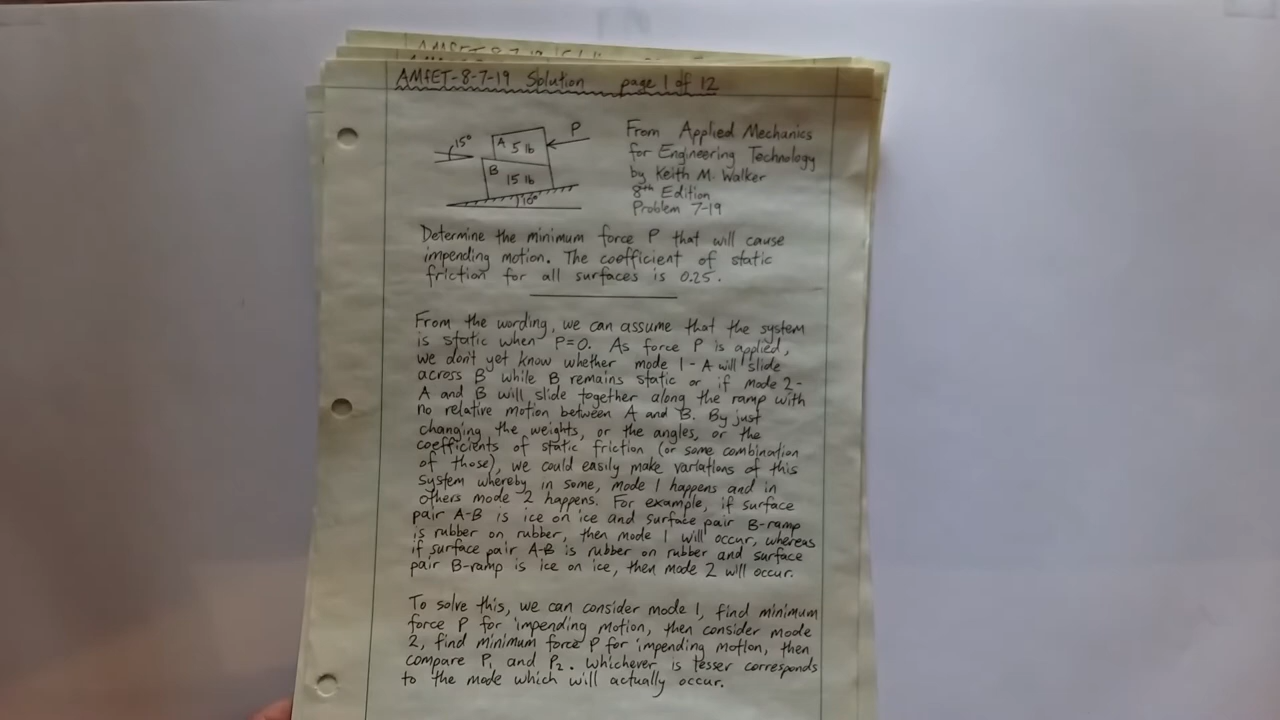 AMfET-8-7-19 Solution page 1 of 12
15°
A 5 lb
P
B
15 lb
10°
From Applied Mechanics
for Engineering Technology
by Keith M. Walker
8th Edition
Problem 7-19
Determine the minimum force P that will cause
impending motion. The coefficient of static
friction for all surfaces is 0.25.
From the wording, we can assume that the system
is static when P=0. As force P is applied,
we don't yet know whether mode 1 - A will slide
across B while B remains static or if mode 2-
A and B will slide together along the ramp with
no relative motion between A and B. By just
changing the weights, or the angles, or the
coefficients of static friction (or some combination
of those), we could easily make variations of this
system whereby in some, mode 1 happens and in
others mode 2 happens. For example, if surface
pair A-B is ice on ice and surface pair B-ramp
is rubber on rubber, then mode 1 will occur, whereas
if surface pair A-B is rubber on rubber and surface
pair B-ramp is ice on ice, then mode 2 will occur.
To solve this, we can consider mode 1, find minimum
force P for impending motion, then consider mode
2, find minimum force P for impending motion, then
compare P₁ and P₂. Whichever is lesser corresponds
to the mode which will actually occur.